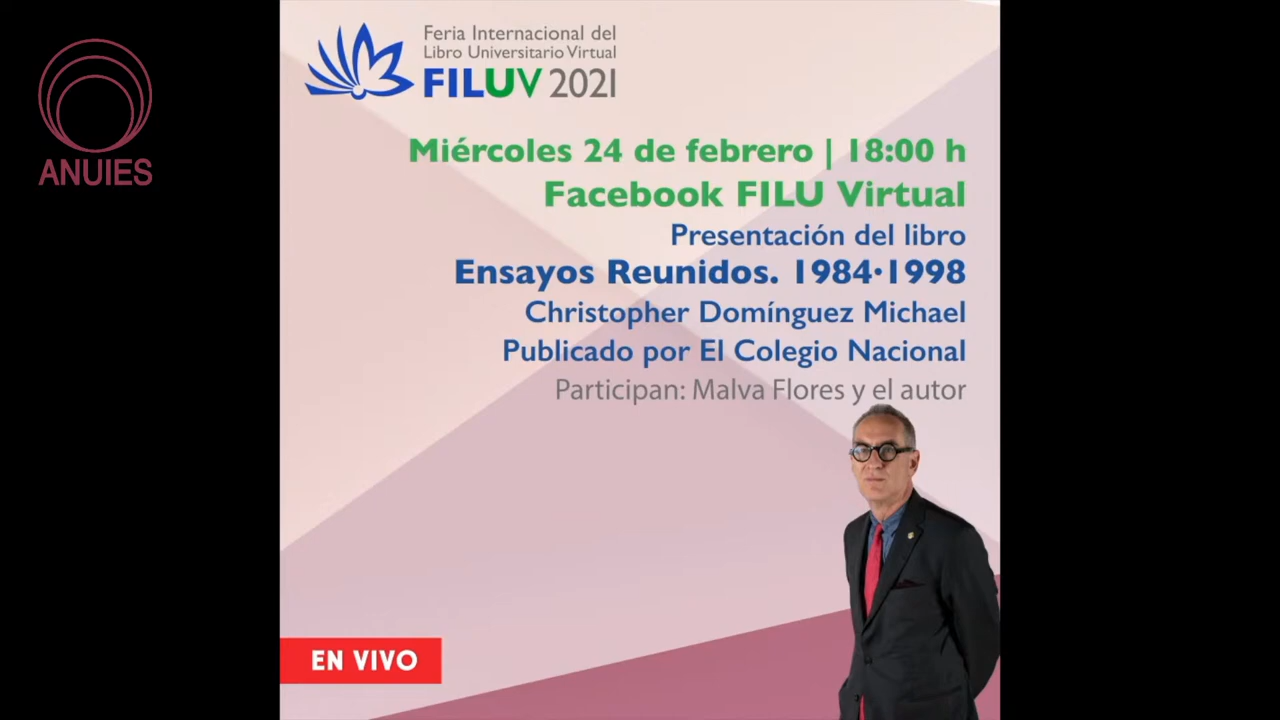 ANUIES
Feria Internacional del
Libro Universitario Virtual
FILUV 2021
Miércoles 24 de febrero | 18:00 h
Facebook FILU Virtual
Presentación del libro
Ensayos Reunidos. 1984•1998
Christopher Domínguez Michael
Publicado por El Colegio Nacional
Participan: Malva Flores y el autor
EN VIVO